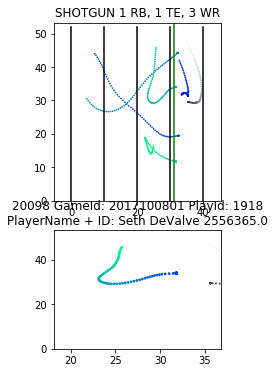 SHOTGUN 1 RB, 1 TE, 3 WR
50
40
30
20
10
0
0 20 40
20098 GameId: 2017100801 PlayId: 1918
PlayerName + ID: Seth DeValve 2556365.0
40
20
0
20 25 30 35